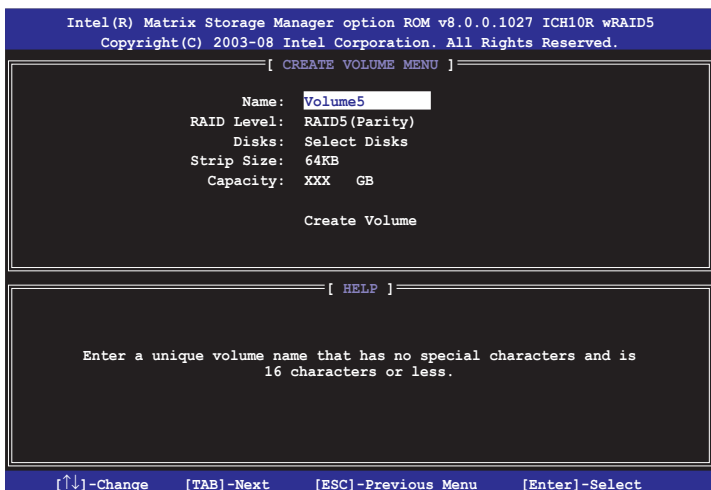 Intel(R) Matrix Storage Manager option ROM v8.0.0.1027 ICH10R wRAID5
Copyright(C) 2003-08 Intel Corporation. All Rights Reserved.
[ CREATE VOLUME MENU ]
Name: Volume5
RAID Level: RAID5(Parity)
Disks: Select Disks
Strip Size: 64KB
Capacity: XXX GB
Create Volume
[ HELP ]
Enter a unique volume name that has no special characters and is
16 characters or less.
[↑↓]-Change [TAB]-Next [ESC]-Previous Menu [Enter]-Select